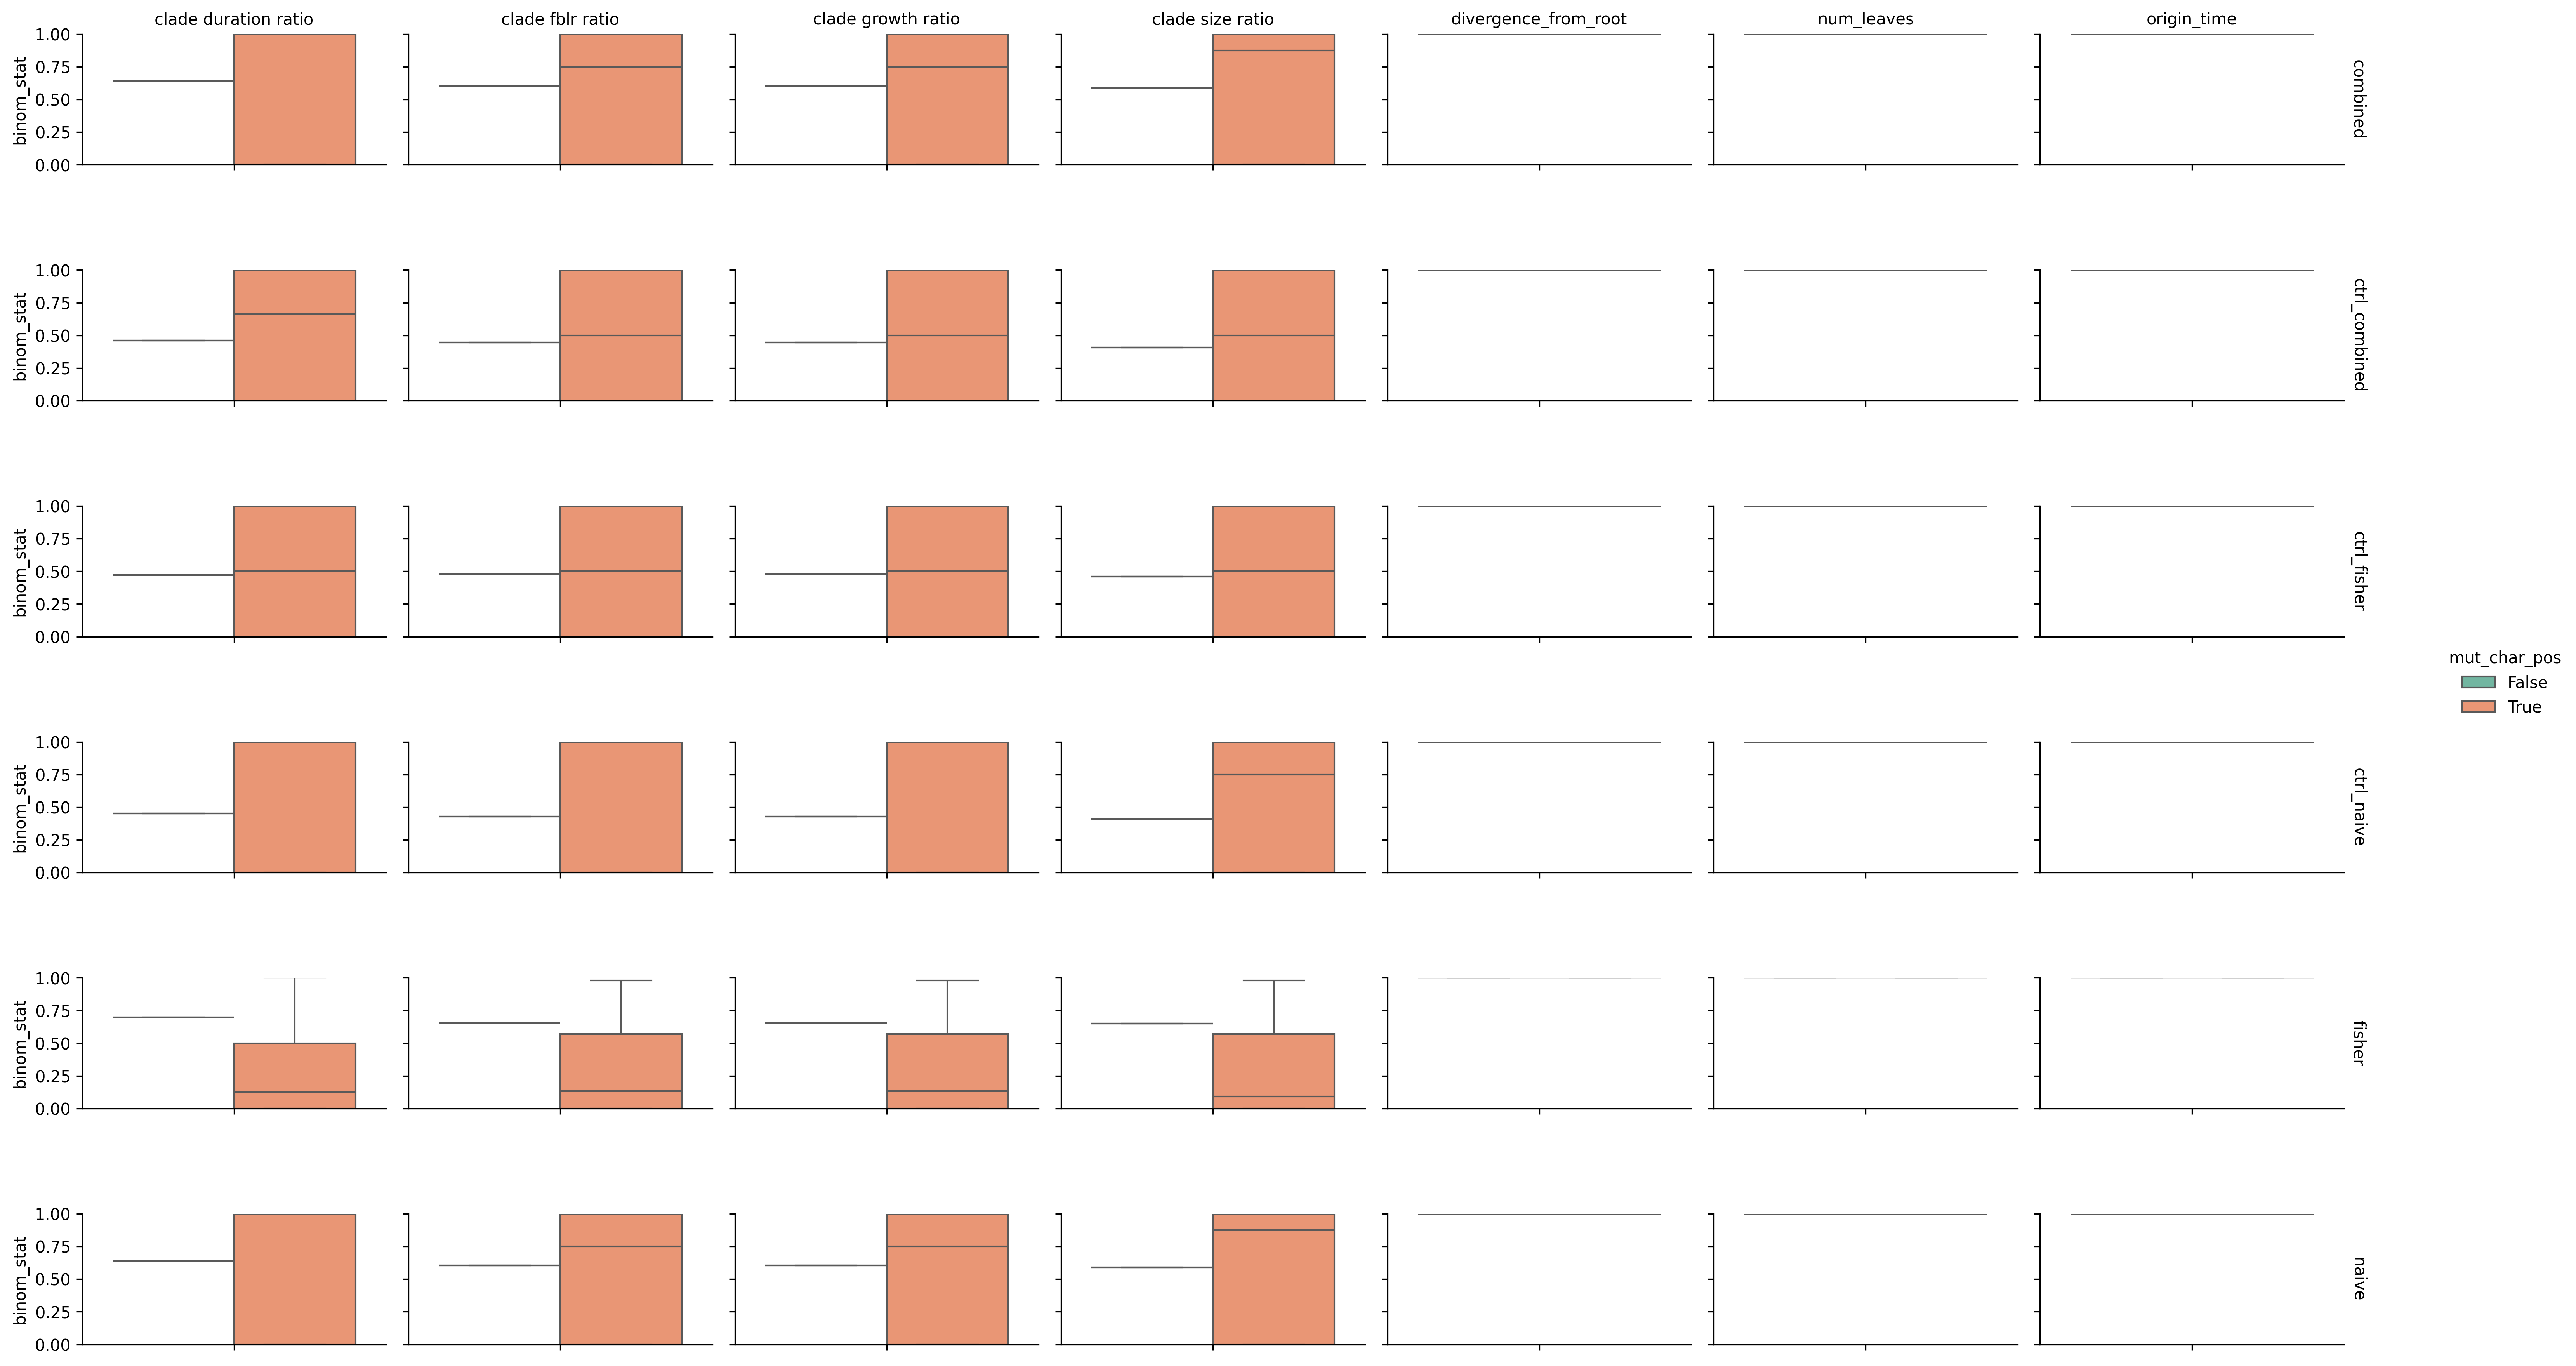 clade duration ratio
clade fblr ratio
clade growth ratio
clade size ratio
divergence_from_root
num_leaves
origin_time
binom_stat
1.00
0.75
0.50
0.25
0.00
combined
binom_stat
1.00
0.75
0.50
0.25
0.00
ctrl_combined
binom_stat
1.00
0.75
0.50
0.25
0.00
ctrl_fisher
mut_char_pos
False
True
binom_stat
1.00
0.75
0.50
0.25
0.00
ctrl_naive
binom_stat
1.00
0.75
0.50
0.25
0.00
fisher
binom_stat
1.00
0.75
0.50
0.25
0.00
naive